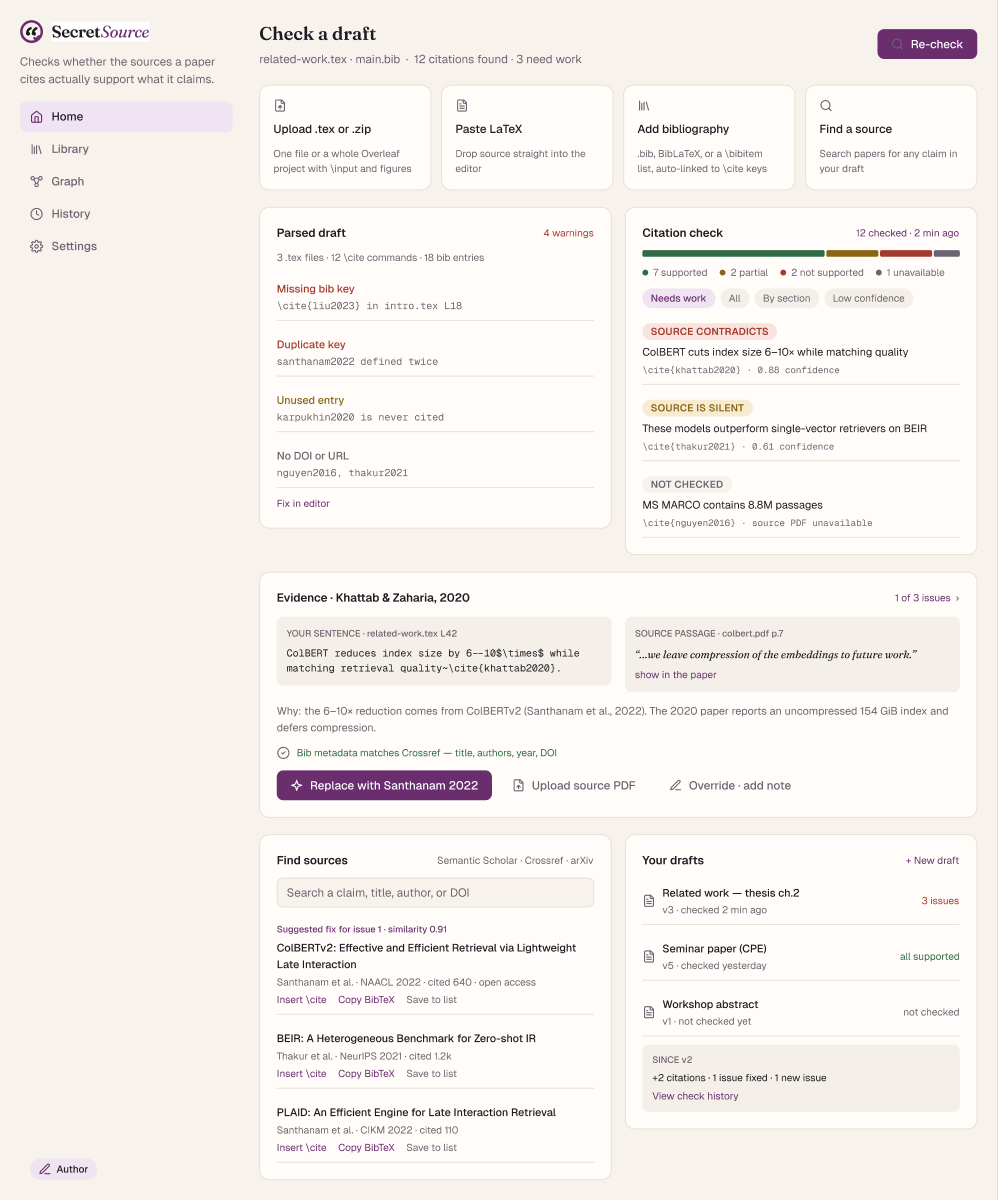 SecretSource
Checks whether the sources a paper
cites actually support what it claims.
Home
Library
Graph
History
Settings
Author
Check a draft
related-work.tex · main.bib · 12 citations found · 3 need work
Re-check
Upload .tex or .zip
One file or a whole Overleaf
project with \input and figures
Paste LaTeX
Drop source straight into the
editor
Add bibliography
.bib, BibLaTeX, or a \bibitem
list, auto-linked to \cite keys
Find a source
Search papers for any claim in
your draft
Parsed draft
4 warnings
3 .tex files · 12 \cite commands · 18 bib entries
Missing bib key
\cite{liu2023} in intro.tex L18
Duplicate key
santhanam2022 defined twice
Unused entry
karpukhin2020 is never cited
No DOI or URL
nguyen2016, thakur2021
Fix in editor
Citation check
12 checked · 2 min ago
7 supported
2 partial
2 not supported
1 unavailable
Needs work
All
By section
Low confidence
SOURCE CONTRADICTS
ColBERT cuts index size 6–10× while matching quality
\cite{khattab2020} · 0.88 confidence
SOURCE IS SILENT
These models outperform single-vector retrievers on BEIR
\cite{thakur2021} · 0.61 confidence
NOT CHECKED
MS MARCO contains 8.8M passages
\cite{nguyen2016} · source PDF unavailable
Evidence · Khattab & Zaharia, 2020
1 of 3 issues ›
YOUR SENTENCE · related-work.tex L42
ColBERT reduces index size by 6--10$\times$ while
matching retrieval quality~\cite{khattab2020}.
SOURCE PASSAGE · colbert.pdf p.7
“…we leave compression of the embeddings to future work.”
show in the paper
Why: the 6–10× reduction comes from ColBERTv2 (Santhanam et al., 2022). The 2020 paper reports an uncompressed 154 GiB index and
defers compression.
Bib metadata matches Crossref — title, authors, year, DOI
Replace with Santhanam 2022
Upload source PDF
Override · add note
Find sources
Semantic Scholar · Crossref · arXiv
Search a claim, title, author, or DOI
Suggested fix for issue 1 · similarity 0.91
ColBERTv2: Effective and Efficient Retrieval via Lightweight
Late Interaction
Santhanam et al. · NAACL 2022 · cited 640 · open access
Insert \cite
Copy BibTeX
Save to list
BEIR: A Heterogeneous Benchmark for Zero-shot IR
Thakur et al. · NeurIPS 2021 · cited 1.2k
Insert \cite
Copy BibTeX
Save to list
PLAID: An Efficient Engine for Late Interaction Retrieval
Santhanam et al. · CIKM 2022 · cited 110
Insert \cite
Copy BibTeX
Save to list
Your drafts
+ New draft
Related work — thesis ch.2
v3 · checked 2 min ago
3 issues
Seminar paper (CPE)
v5 · checked yesterday
all supported
Workshop abstract
v1 · not checked yet
not checked
SINCE v2
+2 citations · 1 issue fixed · 1 new issue
View check history